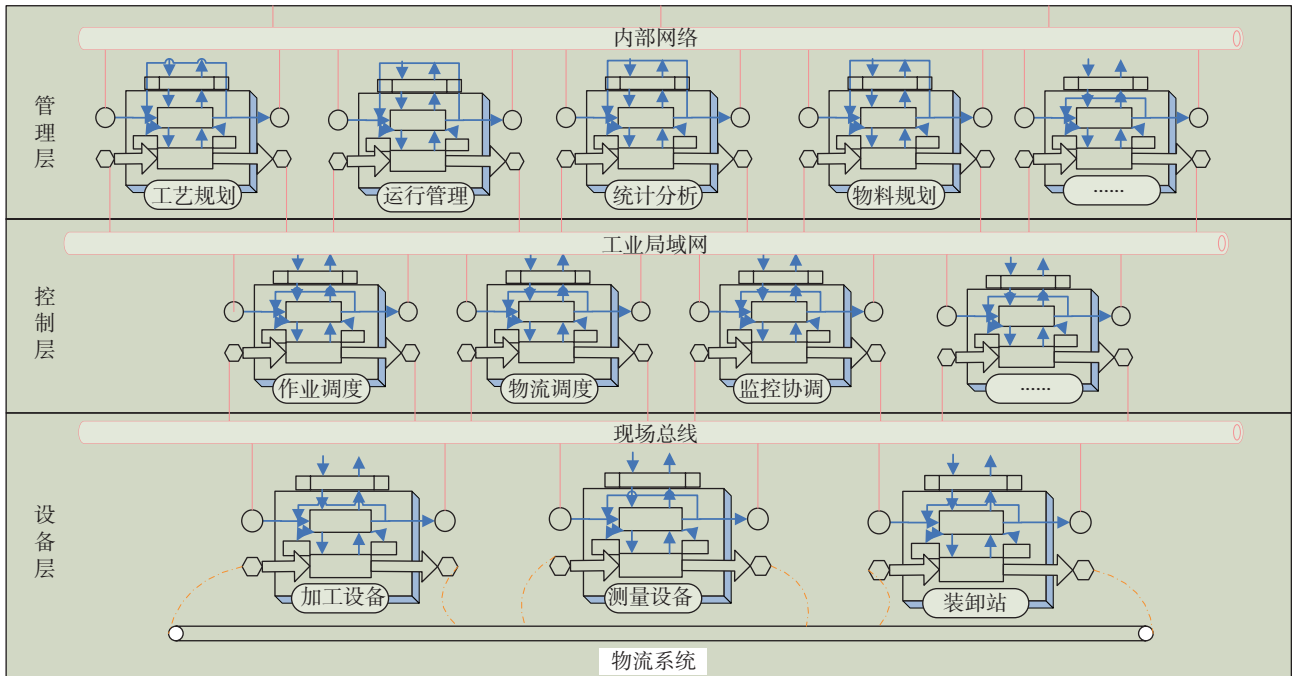 内部网络
管理层
工艺规划
运行管理
统计分析
物料规划
······
工业局域网
控制层
作业调度
物流调度
监控协调
······
现场总线
设备层
加工设备
测量设备
装卸站
物流系统